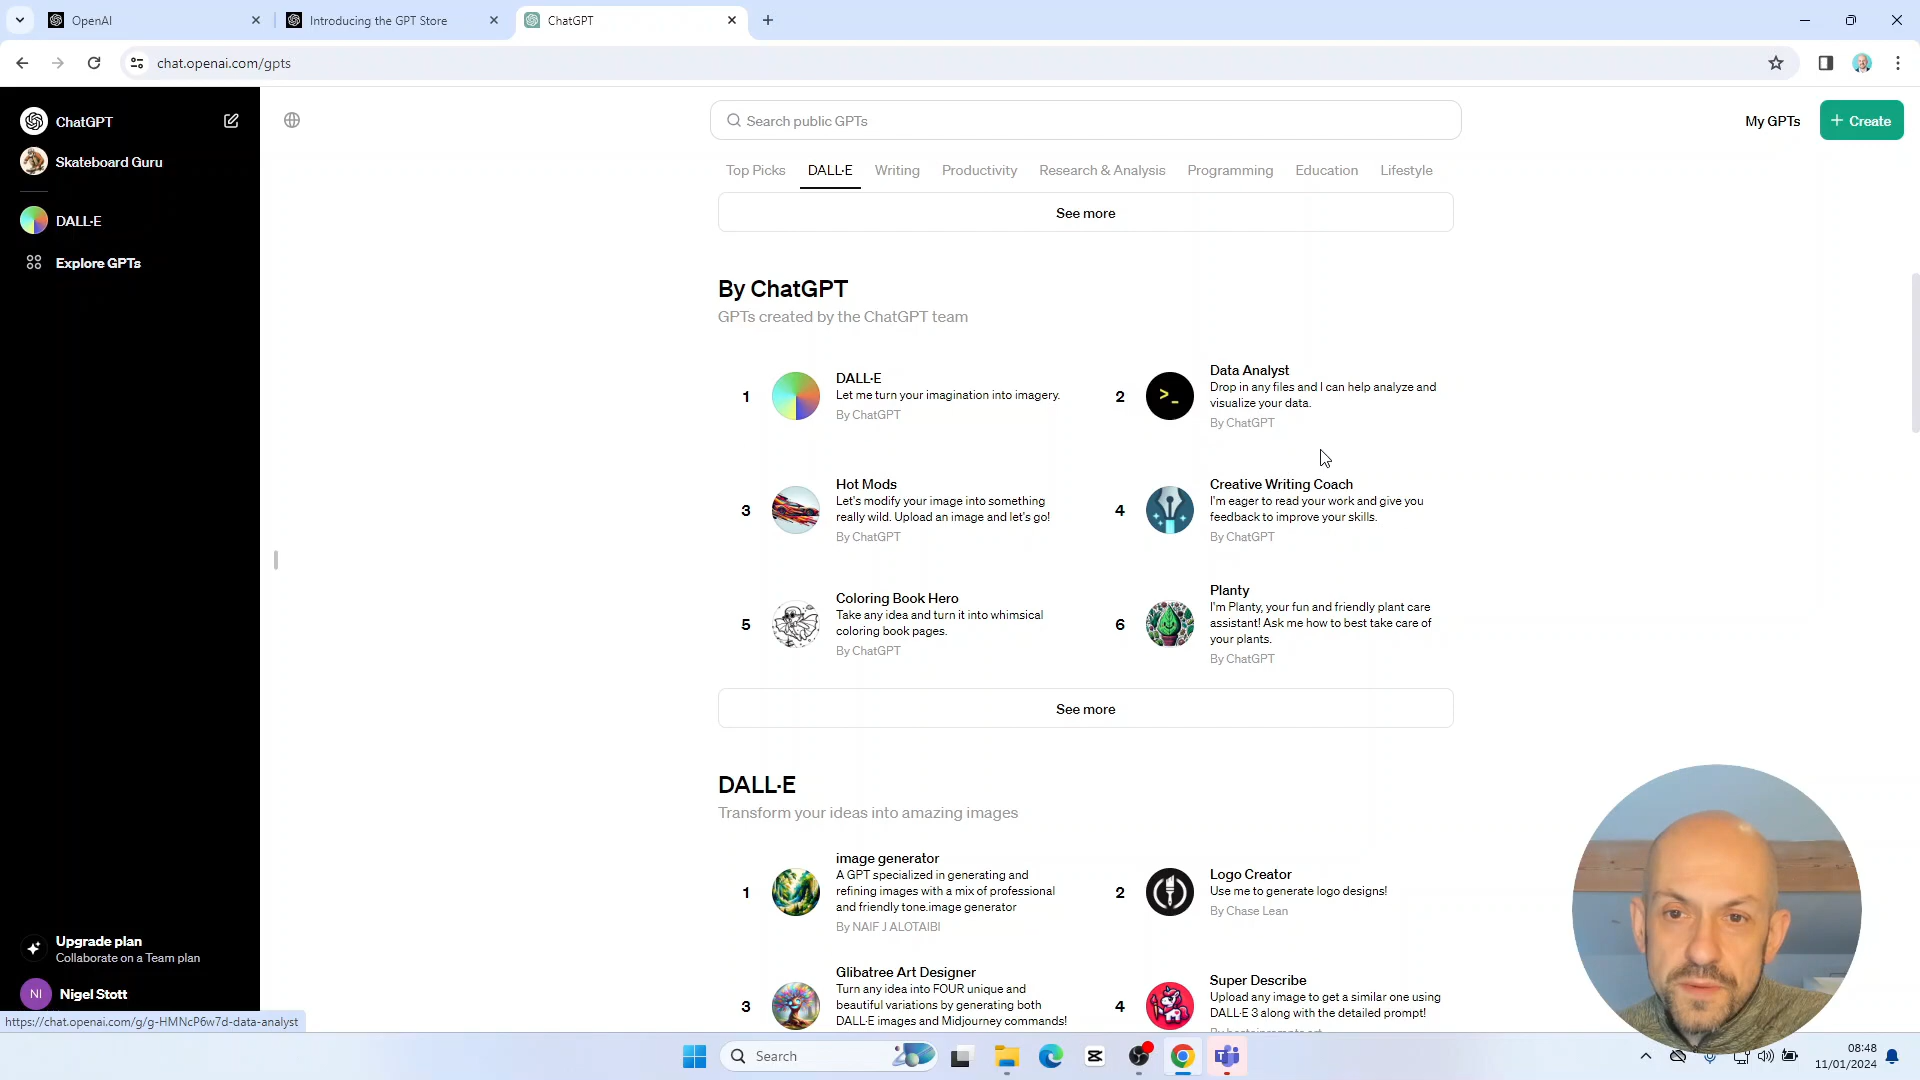 OpenAI
Introducing the GPT Store
ChatGPT
chat.openai.com/gpts
ChatGPT
Skateboard Guru
DALL·E
Explore GPTs
Search public GPTs
My GPTs
+ Create
Top Picks DALL·E Writing Productivity Research & Analysis Programming Education Lifestyle
See more
By ChatGPT
GPTs created by the ChatGPT team
1
DALL·E
Let me turn your imagination into imagery.
By ChatGPT
2
Data Analyst
Drop in any files and I can help analyze and
visualize your data.
By ChatGPT
3
Hot Mods
Let's modify your image into something
really wild. Upload an image and let's go!
By ChatGPT
4
Creative Writing Coach
I'm eager to read your work and give you
feedback to improve your skills.
By ChatGPT
5
Coloring Book Hero
Take any idea and turn it into whimsical
coloring book pages.
By ChatGPT
6
Planty
I'm Planty, your fun and friendly plant care
assistant! Ask me how to best take care of
your plants.
By ChatGPT
See more
DALL·E
Transform your ideas into amazing images
1
image generator
A GPT specialized in generating and
refining images with a mix of professional
and friendly tone.image generator
By NAIF J ALOTAIBI
2
Logo Creator
Use me to generate logo designs!
By Chase Lean
3
Glibatree Art Designer
Turn any idea into FOUR unique and
beautiful variations by generating both
DALL·E images and Midjourney commands!
4
Super Describe
Upload any image to get a similar one using
DALL·E 3 along with the detailed prompt!
Upgrade plan
Collaborate on a Team plan
NI
Nigel Stott
https://chat.openai.com/g/g-HMNcP6w7d-data-analyst
Search
08:48
11/01/2024